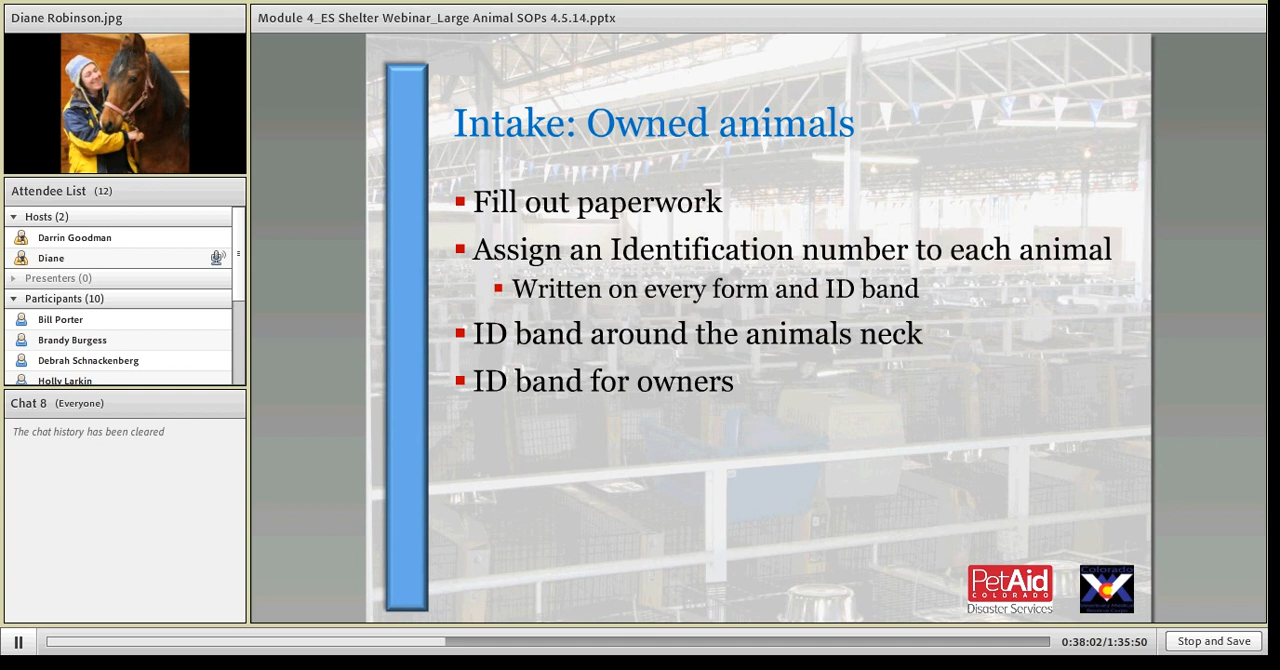 Diane Robinson.jpg
Module 4_ES Shelter Webinar_Large Animal SOPs 4.5.14.pptx
Attendee List (12)
Hosts (2)
Darrin Goodman
Diane
Presenters (0)
Participants (10)
Bill Porter
Brandy Burgess
Debrah Schnackenberg
Holly Larkin
Chat 8 (Everyone)
The chat history has been cleared
Intake: Owned animals
Fill out paperwork
Assign an Identification number to each animal
Written on every form and ID band
ID band around the animals neck
ID band for owners
PetAid
COLORADO
Disaster Services
Colorado
0:38:02/1:35:50
Stop and Save